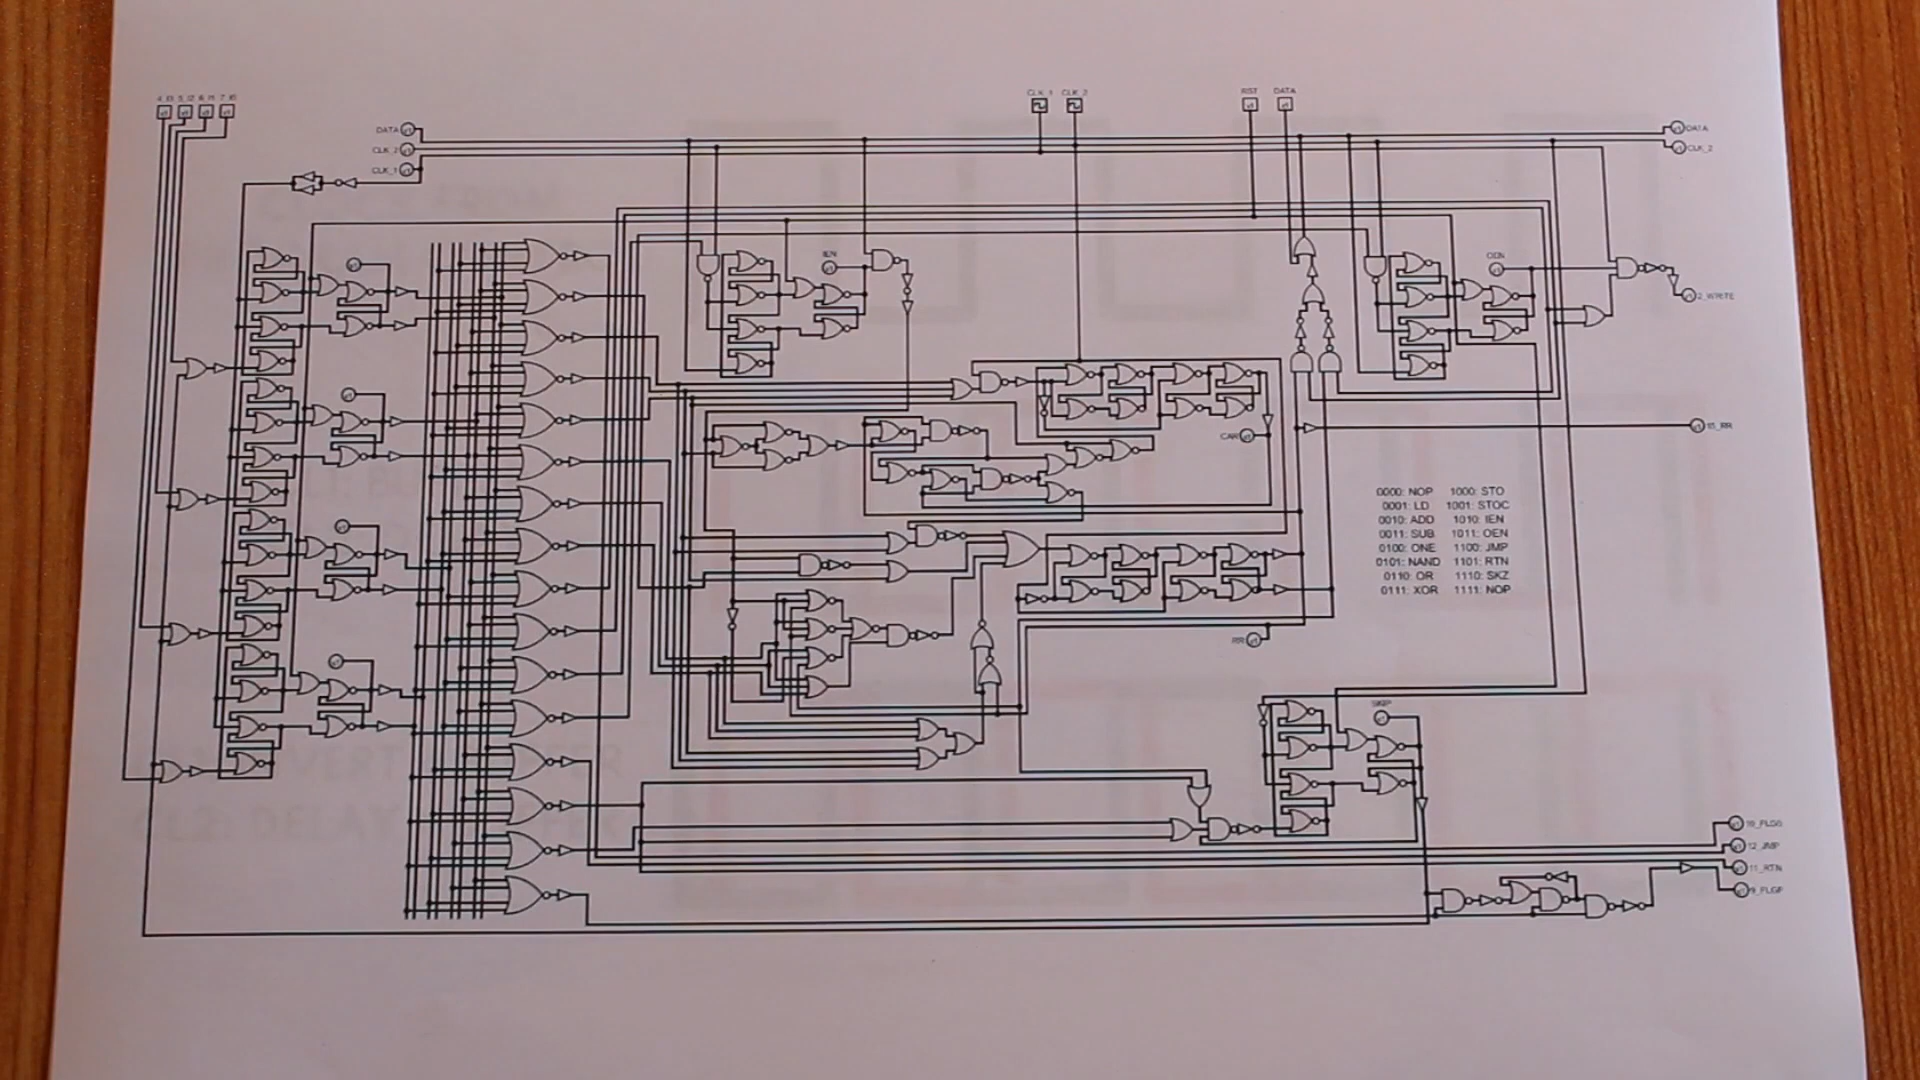 CLK_1 CLK_2
RST DATA
DATA
CLK_2
CLK_1
DATA
CLK_2
IEN
OEN
2_WRITE
CAR
15_RR
0000: NOP 1000: STO
0001: LD 1001: STOC
0010: ADD 1010: IEN
0011: SUB 1011: OEN
0100: ONE 1100: JMP
0101: NAND 1101: RTN
0110: OR 1110: SKZ
0111: XOR 1111: NOP
RR
SKIP
12_JMP
11_RTN
9_FLGF